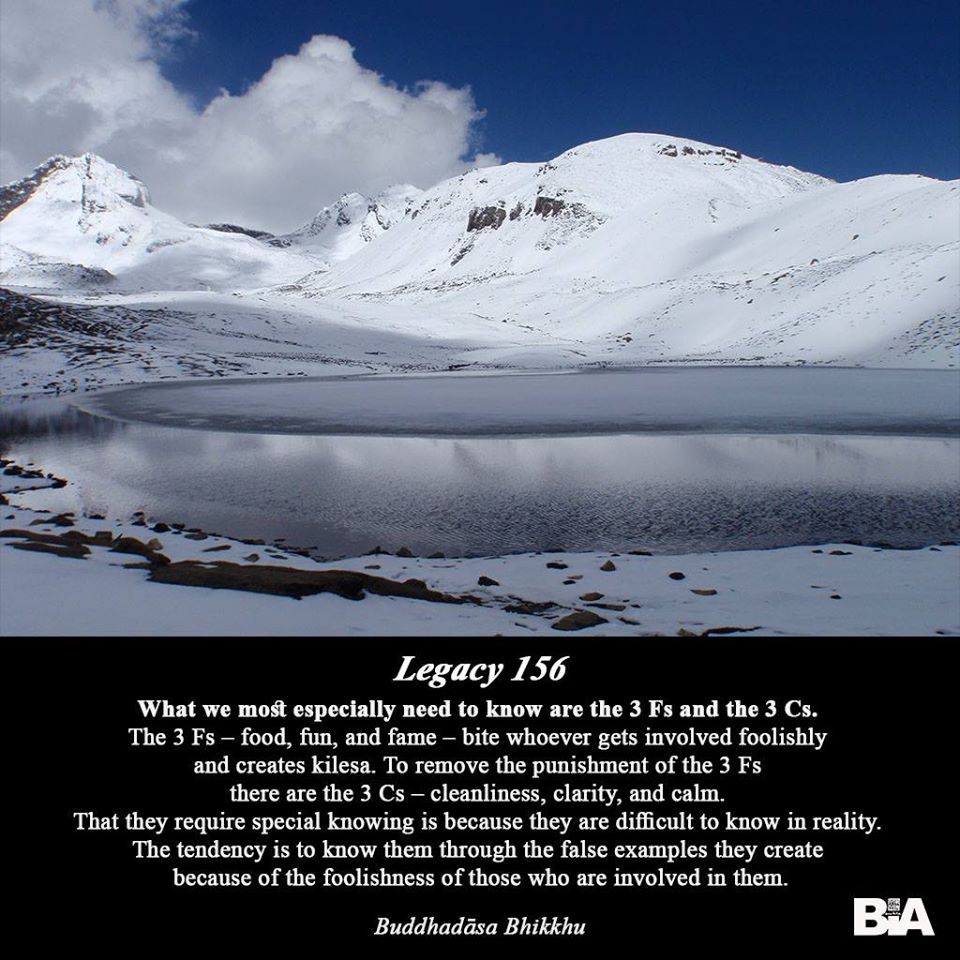 Legacy 156
What we most especially need to know are the 3 Fs and the 3 Cs.
The 3 Fs – food, fun, and fame – bite whoever gets involved foolishly
and creates kilesa. To remove the punishment of the 3 Fs
there are the 3 Cs – cleanliness, clarity, and calm.
That they require special knowing is because they are difficult to know in reality.
The tendency is to know them through the false examples they create
because of the foolishness of those who are involved in them.
Buddhadāsa Bhikkhu
BIA